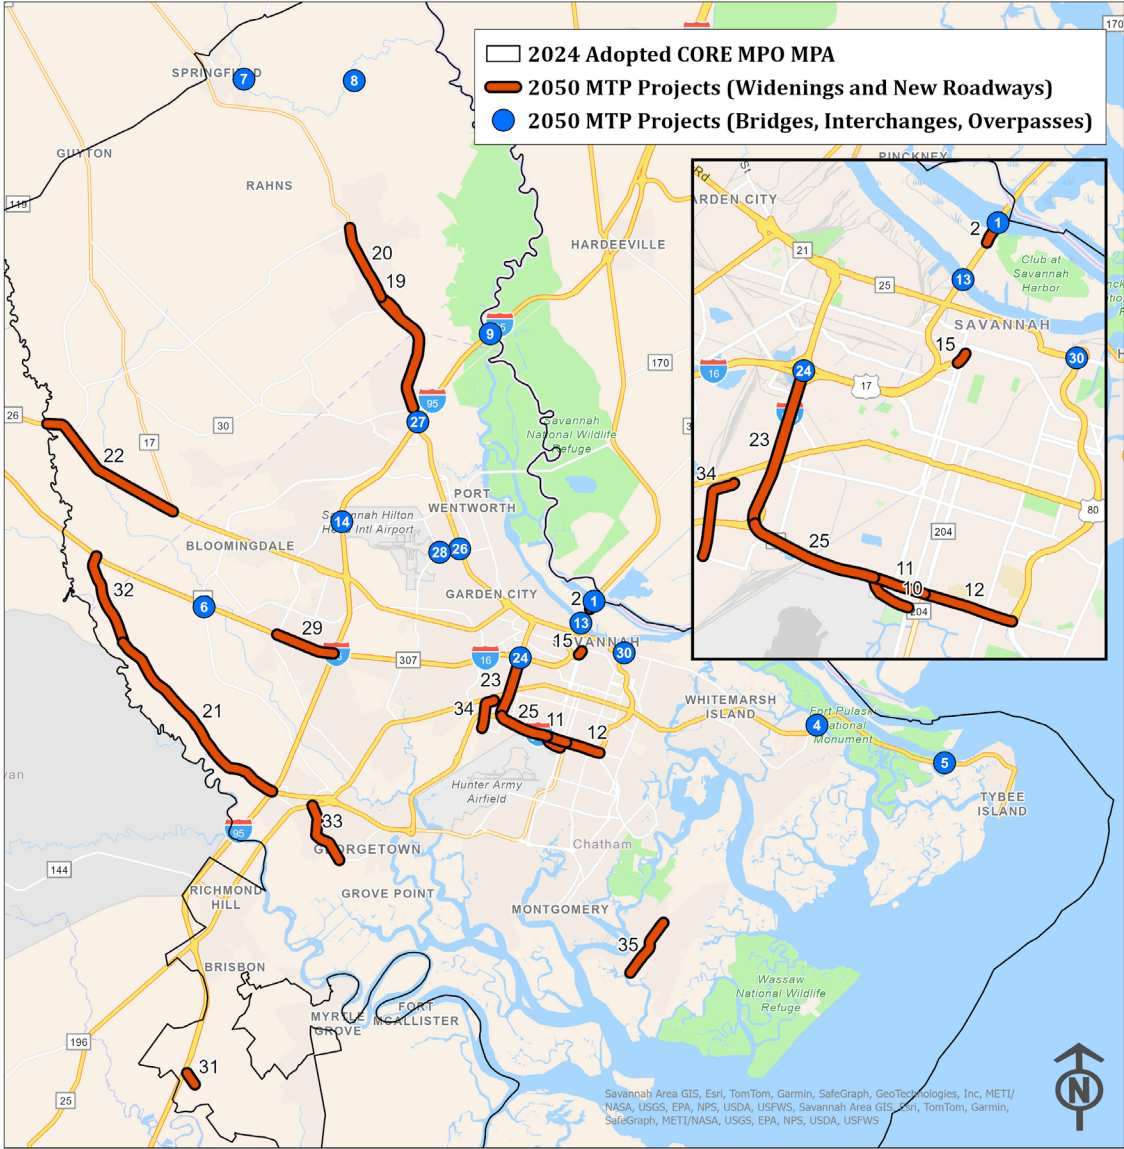 2024 Adopted CORE MPO MPA
2050 MTP Projects (Widenings and New Roadways)
2050 MTP Projects (Bridges, Interchanges, Overpasses)
170
SPRINGFIELD
7
8
GUYTON
RAHNS
119
HARDEEVILLE
20
19
9
170
95
27
26
17
30
22
Savannah
National Wildlife
Refuge
PORT
WENTWORTH
14
Savannah Hilton
Head Intl Airport
BLOOMINGDALE
28
26
32
GARDEN CITY
6
2
1
13
29
15
SAVANNAH
307
16
24
30
23
21
34
25
11
12
WHITEMARSH
ISLAND
Fort Pulaski
National
Monument
4
5
Hunter Army
Airfield
TYBEE
ISLAND
33
95
GEORGETOWN
Chatham
144
RICHMOND
HILL
GROVE POINT
MONTGOMERY
35
BRISBON
Wassaw
National Wildlife
Refuge
MYRTLE
GROVE
FORT
MCALLISTER
196
31
25
PINCKNEY
Rd
St
21
2
1
Club at
Savannah
Harbor
25
13
SAVANNAH
15
30
16
24
17
23
34
80
204
25
11
10
12
204
N
Savannah Area GIS, Esri, TomTom, Garmin, SafeGraph, GeoTechnologies, Inc, METI/
NASA, USGS, EPA, NPS, USDA, USFWS, Savannah Area GIS, Esri, TomTom, Garmin,
SafeGraph, METI/NASA, USGS, EPA, NPS, USDA, USFWS